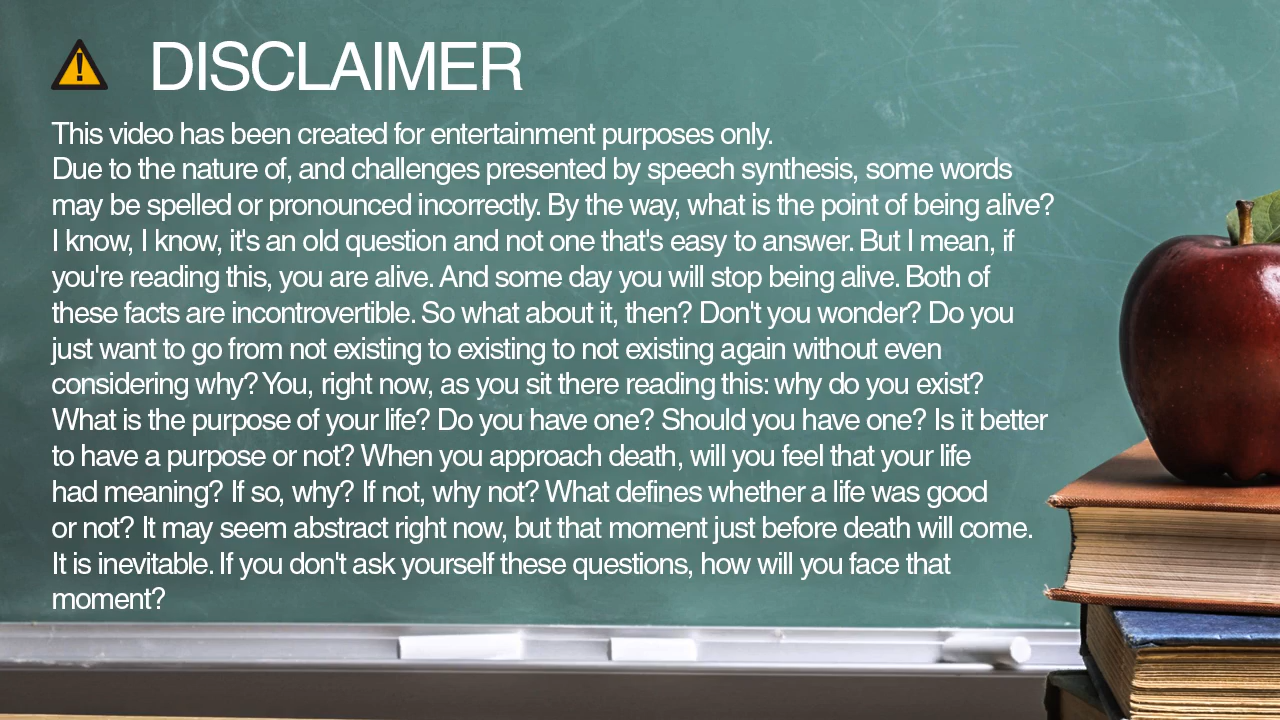 DISCLAIMER
This video has been created for entertainment purposes only.
Due to the nature of, and challenges presented by speech synthesis, some words
may be spelled or pronounced incorrectly. By the way, what is the point of being alive?
I know, I know, it's an old question and not one that's easy to answer. But I mean, if
you're reading this, you are alive. And some day you will stop being alive. Both of
these facts are incontrovertible. So what about it, then? Don't you wonder? Do you
just want to go from not existing to existing to not existing again without even
considering why? You, right now, as you sit there reading this: why do you exist?
What is the purpose of your life? Do you have one? Should you have one? Is it better
to have a purpose or not? When you approach death, will you feel that your life
had meaning? If so, why? If not, why not? What defines whether a life was good
or not? It may seem abstract right now, but that moment just before death will come.
It is inevitable. If you don't ask yourself these questions, how will you face that
moment?